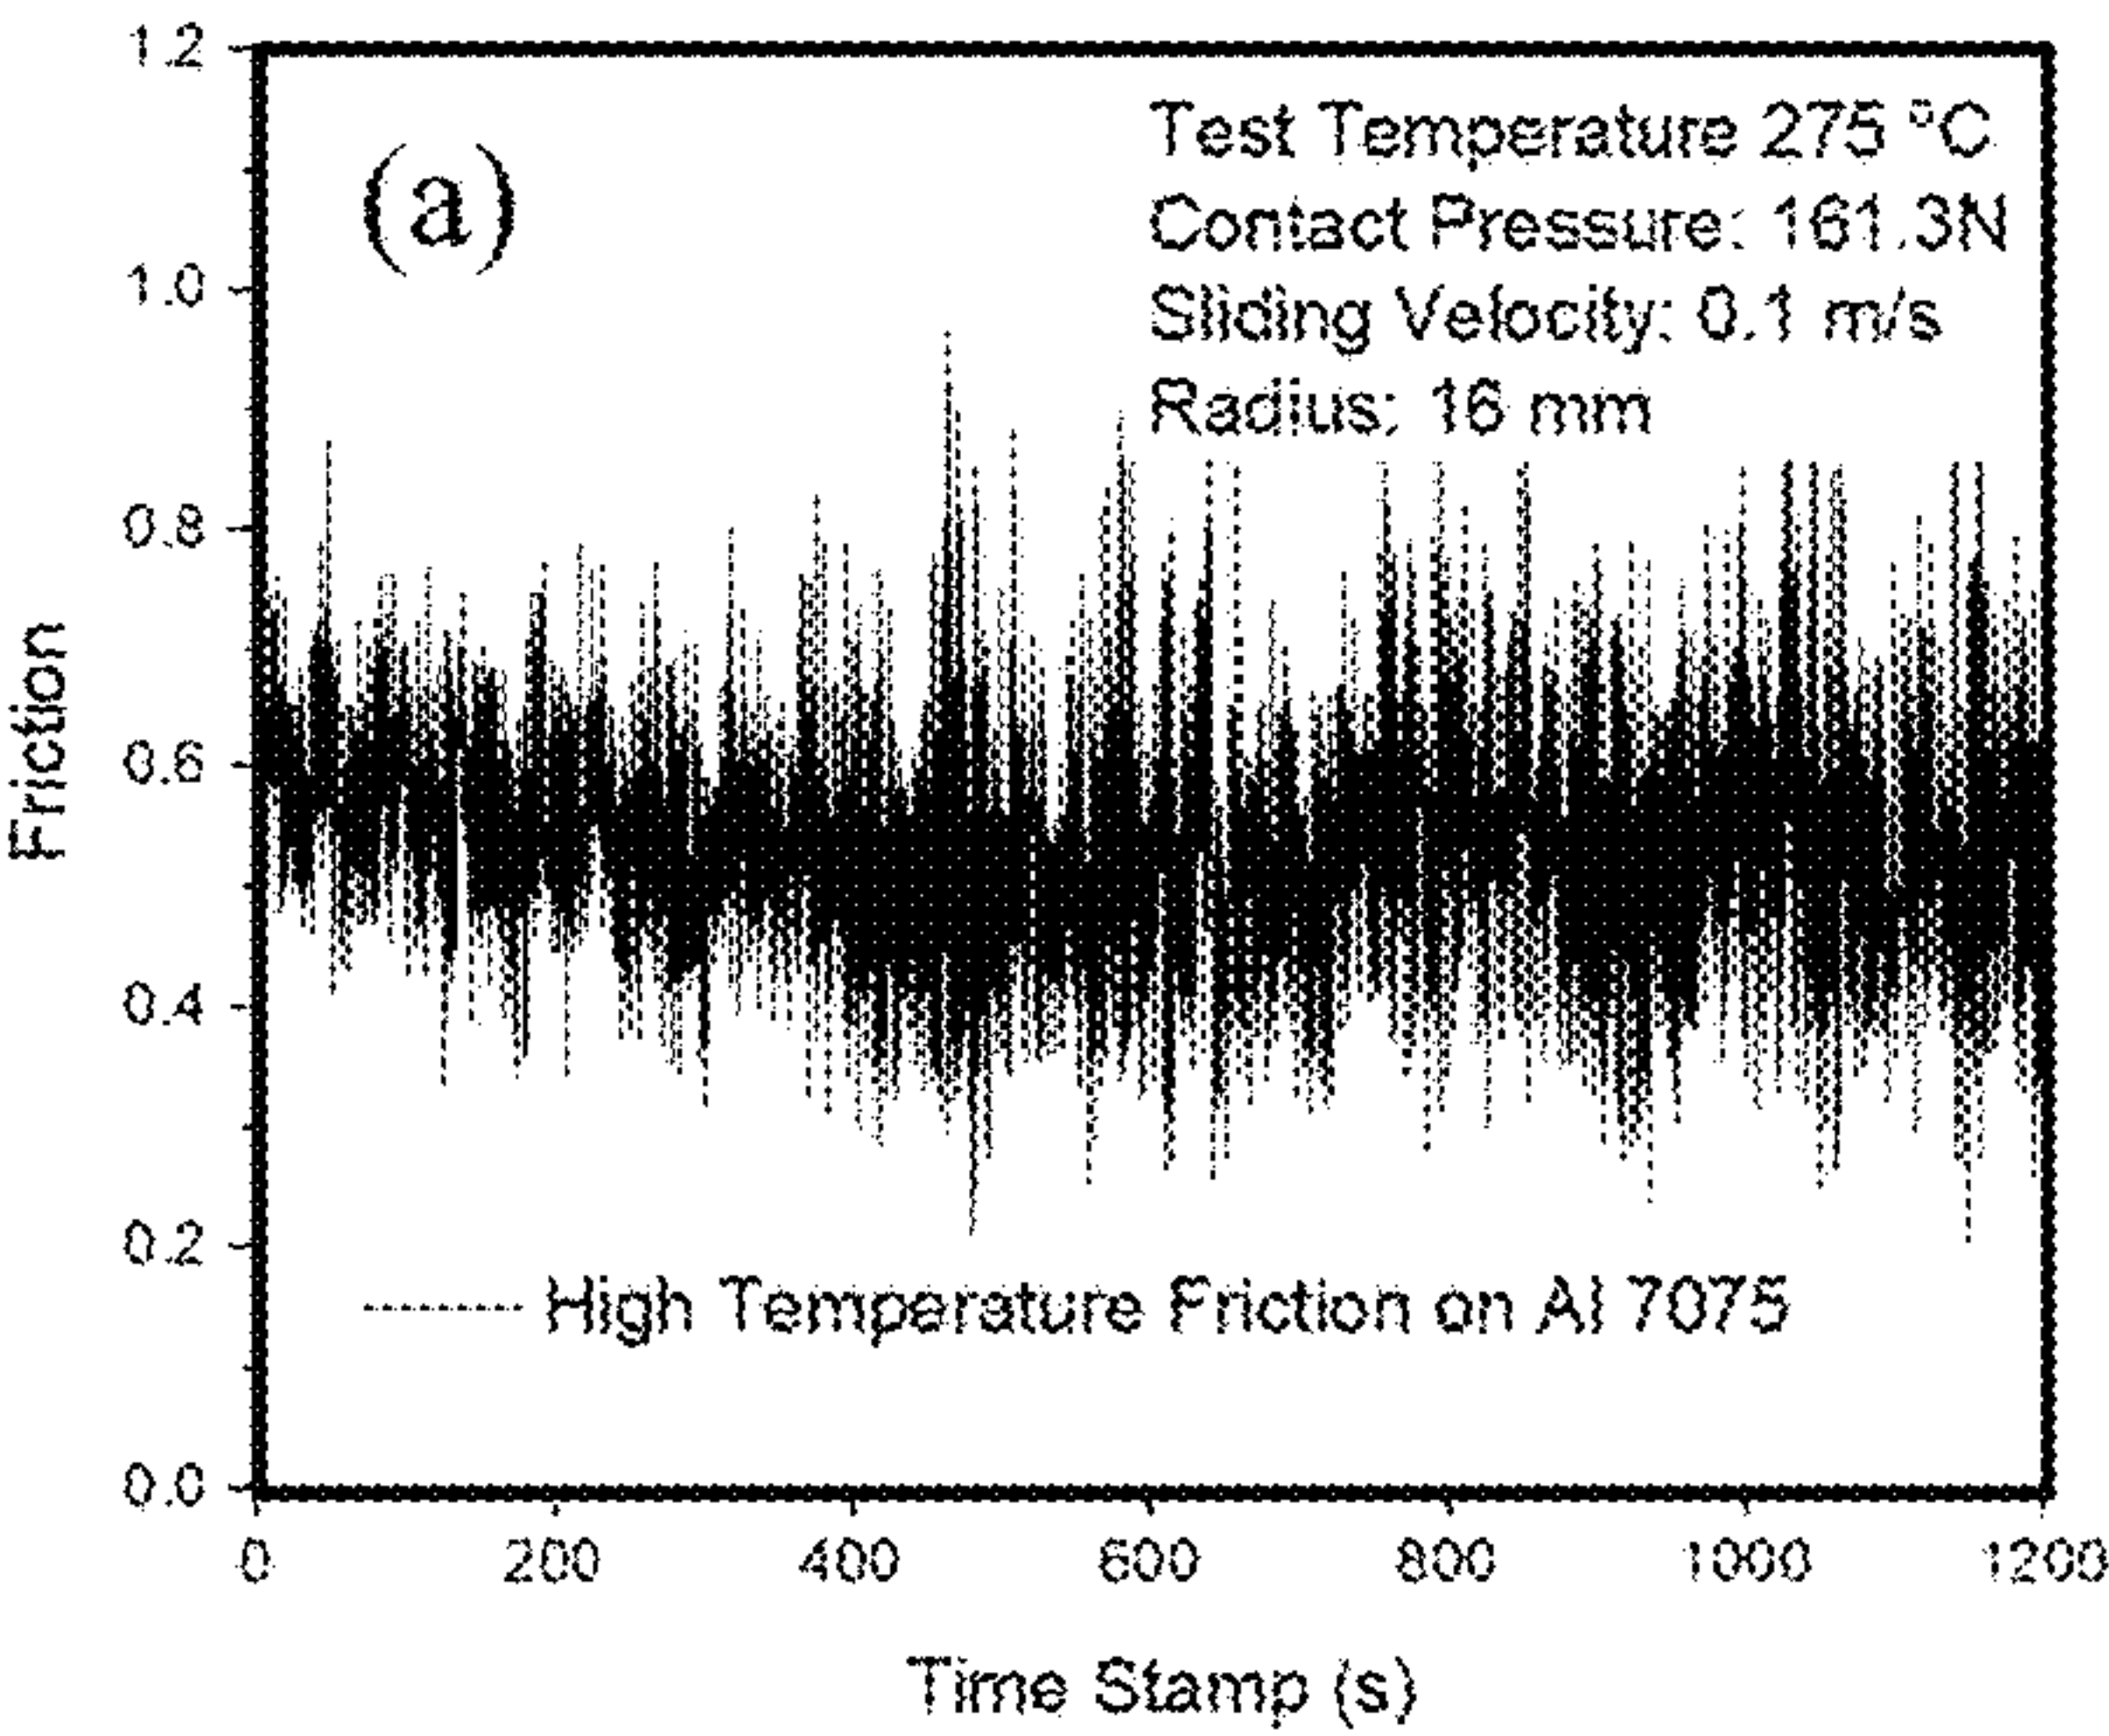 (a)
Test Temperature 275 °C
Contact Pressure: 161.3N
Sliding Velocity: 0.1 m/s
Radius: 16 mm
1.2
1.0
0.8
0.6
0.4
0.2
0.0
Friction
High Temperature Friction on Al 7075
0 200 400 600 800 1000 1200
Time Stamp (s)